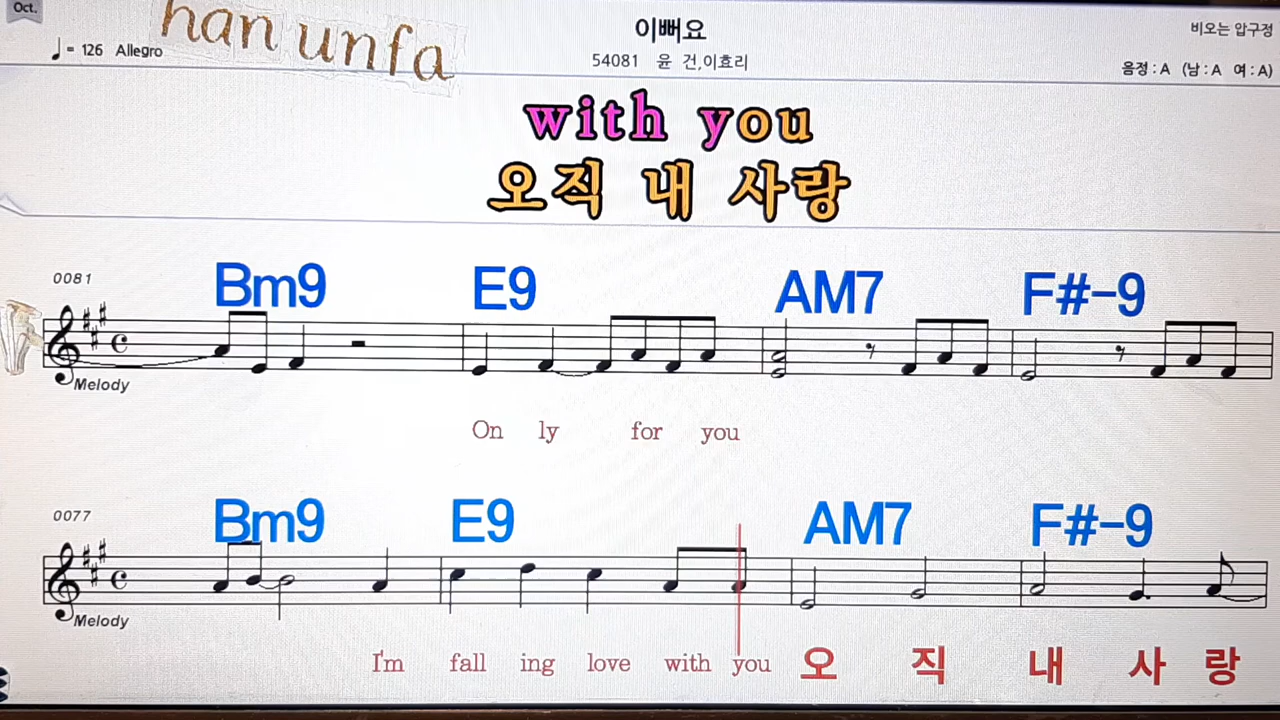 Oct.
han unfa
♩= 126 Allegro
이뻐요
54081 윤 건,이효리
비오는 압구정
음정 : A (남 : A 여 : A)
with you
오직 내 사랑
0081
Bm9 E9 AM7 F#-9
Melody
On ly for you
0077
Bm9 E9 AM7 F#-9
Melody
I'm fall ing love with you 오 직 내 사 랑